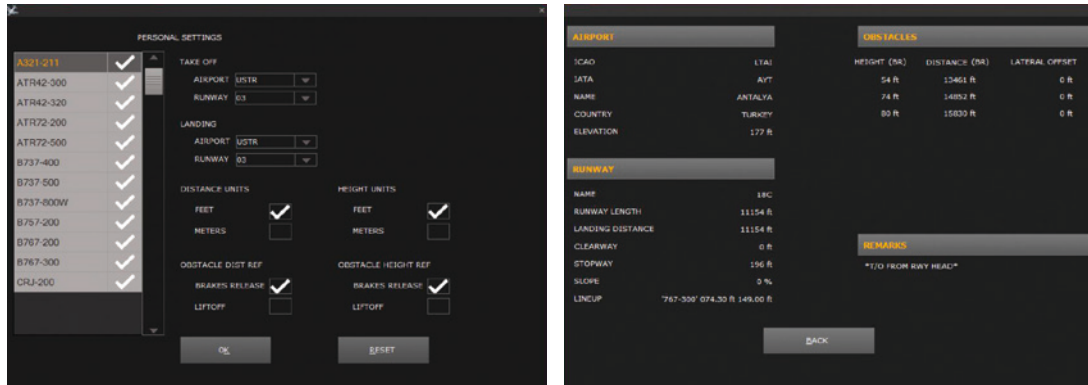 PERSONAL SETTINGS
A321-211
ATR42-300
ATR42-320
ATR72-200
ATR72-500
B737-400
B737-500
B737-800W
B757-200
B767-200
B767-300
CRJ-200
TAKE OFF
AIRPORT USTR
RUNWAY 03
LANDING
AIRPORT USTR
RUNWAY 03
DISTANCE UNITS
FEET
METERS
HEIGHT UNITS
FEET
METERS
OBSTACLE DIST REF
BRAKES RELEASE
LIFTOFF
OBSTACLE HEIGHT REF
BRAKES RELEASE
LIFTOFF
OK
RESET
AIRPORT
ICAO LTAI
IATA AYT
NAME ANTALYA
COUNTRY TURKEY
ELEVATION 177 ft
RUNWAY
NAME 18C
RUNWAY LENGTH 11154 ft
LANDING DISTANCE 11154 ft
CLEARWAY 0 ft
STOPWAY 196 ft
SLOPE 0 %
LINEUP '767-300' 074.30 ft 149.00 ft
OBSTACLES
HEIGHT (BR) DISTANCE (BR) LATERAL OFFSET
54 ft 13461 ft 0 ft
74 ft 14852 ft 0 ft
80 ft 15830 ft 0 ft
REMARKS
*T/O FROM RWY HEAD*
BACK